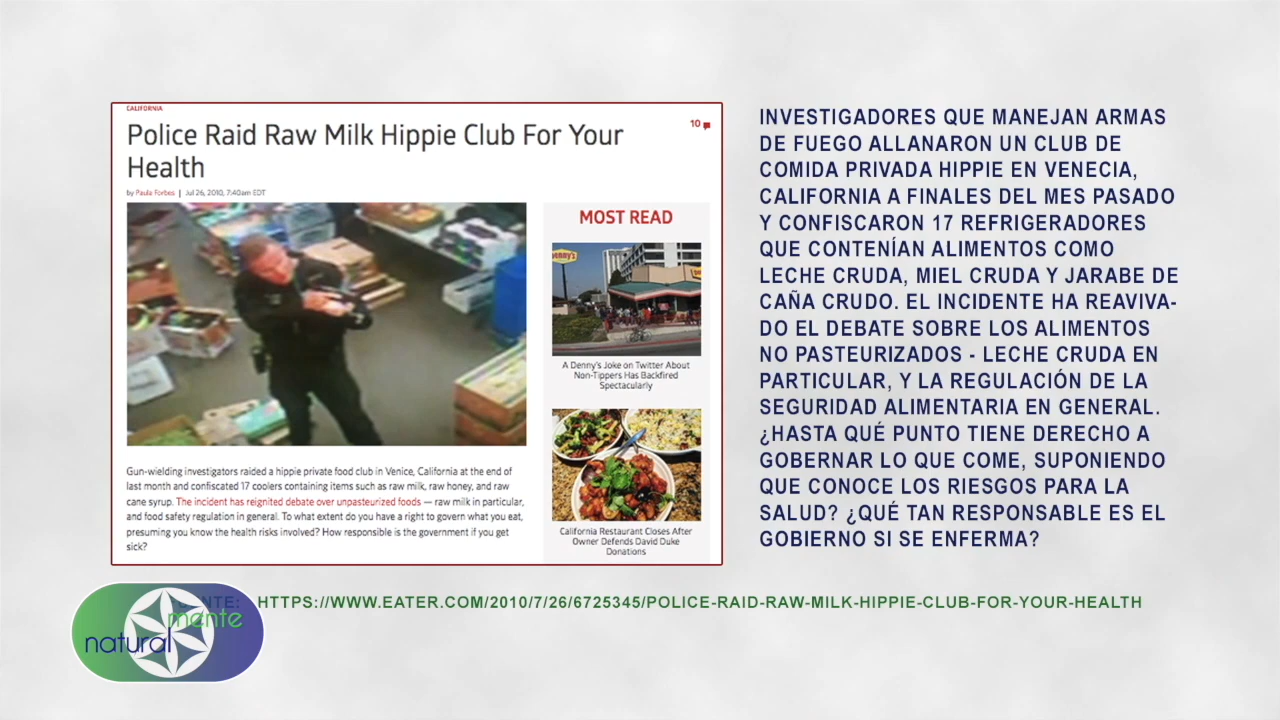 CALIFORNIA
Police Raid Raw Milk Hippie Club For Your
Health
10
by Paula Forbes | Jul 26, 2010, 7:40am EDT
Gun-wielding investigators raided a hippie private food club in Venice, California at the end of
last month and confiscated 17 coolers containing items such as raw milk, raw honey, and raw
cane syrup. The incident has reignited debate over unpasteurized foods — raw milk in particular,
and food safety regulation in general. To what extent do you have a right to govern what you eat,
presuming you know the health risks involved? How responsible is the government if you get
sick?
MOST READ
Denny's
A Denny's Joke on Twitter About
Non-Tippers Has Backfired
Spectacularly
California Restaurant Closes After
Owner Defends David Duke
Donations
INVESTIGADORES QUE MANEJAN ARMAS
DE FUEGO ALLANARON UN CLUB DE
COMIDA PRIVADA HIPPIE EN VENECIA,
CALIFORNIA A FINALES DEL MES PASADO
Y CONFISCARON 17 REFRIGERADORES
QUE CONTENÍAN ALIMENTOS COMO
LECHE CRUDA, MIEL CRUDA Y JARABE DE
CAÑA CRUDO. EL INCIDENTE HA REAVIVA-
DO EL DEBATE SOBRE LOS ALIMENTOS
NO PASTEURIZADOS - LECHE CRUDA EN
PARTICULAR, Y LA REGULACIÓN DE LA
SEGURIDAD ALIMENTARIA EN GENERAL.
¿HASTA QUÉ PUNTO TIENE DERECHO A
GOBERNAR LO QUE COME, SUPONIENDO
QUE CONOCE LOS RIESGOS PARA LA
SALUD? ¿QUÉ TAN RESPONSABLE ES EL
GOBIERNO SI SE ENFERMA?
FUENTE: HTTPS://WWW.EATER.COM/2010/7/26/6725345/POLICE-RAID-RAW-MILK-HIPPIE-CLUB-FOR-YOUR-HEALTH
natural
mente